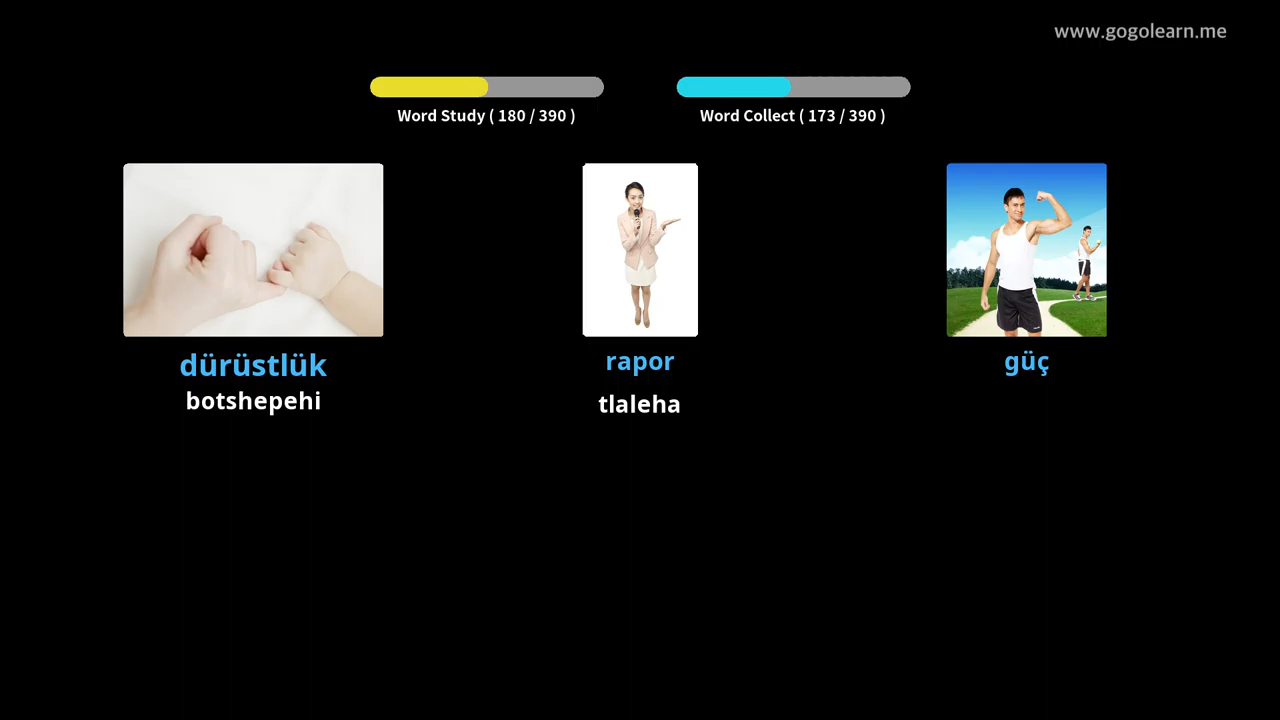 www.gogolearn.me
Word Study ( 180 / 390 )
Word Collect ( 173 / 390 )
dürüstlük
botshepehi
rapor
tlaleha
güç